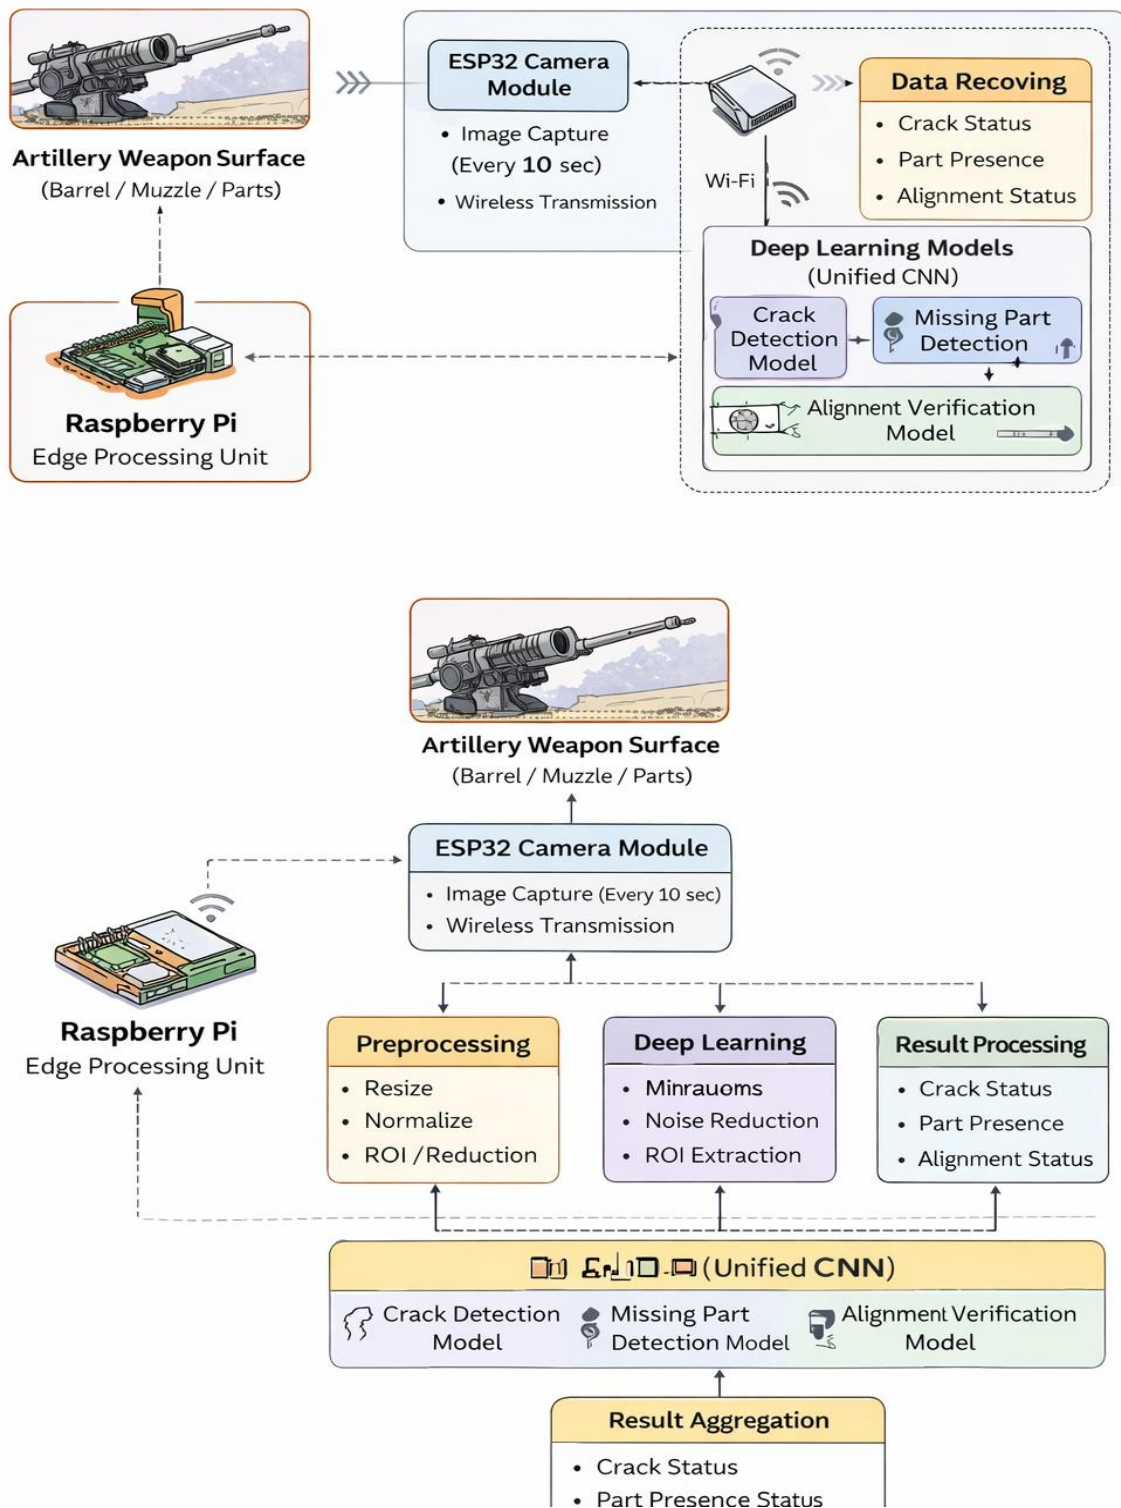 Artillery Weapon Surface
(Barrel / Muzzle / Parts)
ESP32 Camera
Module
• Image Capture
(Every 10 sec)
• Wireless Transmission
Wi-Fi
Data Recoving
• Crack Status
• Part Presence
• Alignment Status
Deep Learning Models
(Unified CNN)
Crack
Detection
Model
Missing Part
Detection
Alignnent Verification
Model
Raspberry Pi
Edge Processing Unit
Artillery Weapon Surface
(Barrel / Muzzle / Parts)
ESP32 Camera Module
• Image Capture (Every 10 sec)
• Wireless Transmission
Raspberry Pi
Edge Processing Unit
Preprocessing
• Resize
• Normalize
• ROI /Reduction
Deep Learning
• Minrauoms
• Noise Reduction
• ROI Extraction
Result Processing
• Crack Status
• Part Presence
• Alignment Status
(Unified CNN)
Crack Detection
Model
Missing Part
Detection Model
Alignment Verification
Model
Result Aggregation
• Crack Status
• Part Presence Status